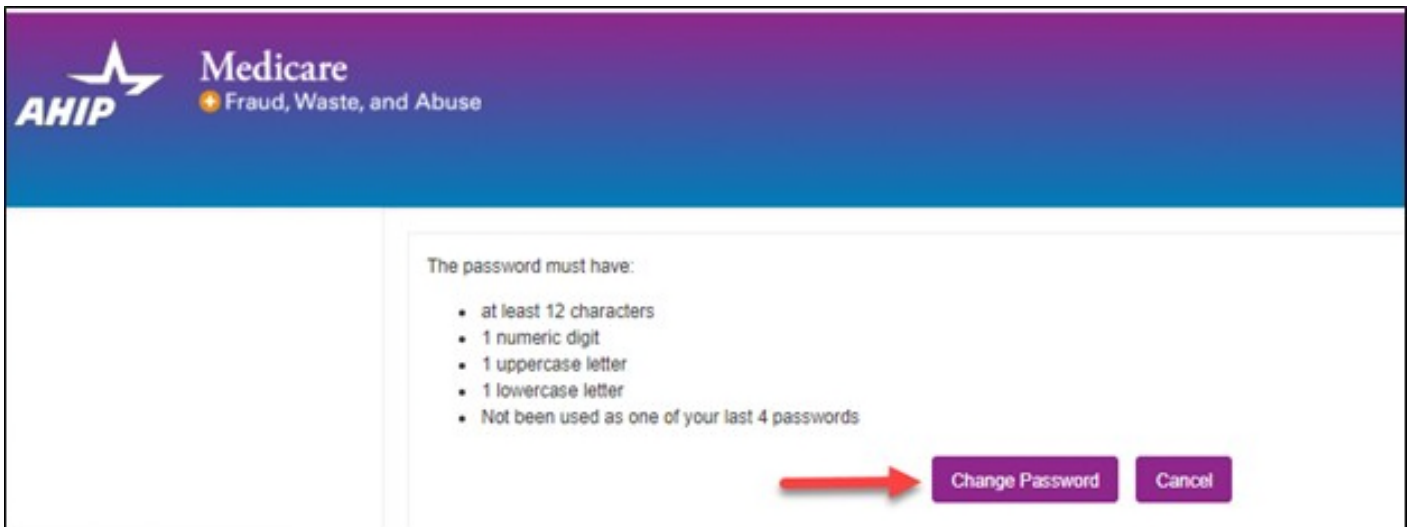 AHIP
Medicare
Fraud, Waste, and Abuse
The password must have:
at least 12 characters
1 numeric digit
1 uppercase letter
1 lowercase letter
Not been used as one of your last 4 passwords
Change Password Cancel